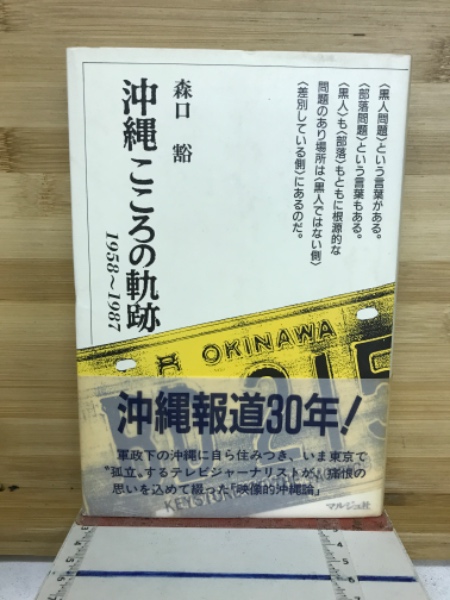 〈黒人問題〉という言葉がある。
〈部落問題〉という言葉もある。
〈黒人〉も〈部落〉もともに根源的な
問題のあり場所は〈黒人ではない側〉
〈差別している側〉にあるのだ。
森口 豁
沖縄 こころの軌跡
1958〜1987
OKINAWA
215
沖縄報道30年!
軍政下の沖縄に自ら住みつき、いま東京で
〝孤立〟するテレビジャーナリストが、痛恨の
思いを込めて綴った「映像的沖縄論」
KEYSTONE
マルジュ社